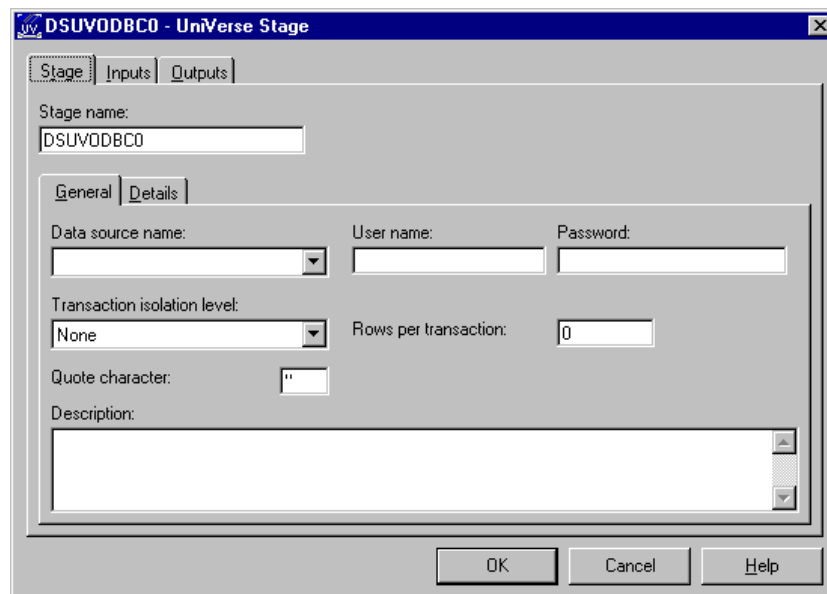 UV DSUVODBC0 - UniVerse Stage
Stage Inputs Outputs
Stage name:
DSUVODBC0
General Details
Data source name: User name: Password:
Transaction isolation level:
None Rows per transaction: 0
Quote character: "
Description:
OK Cancel Help